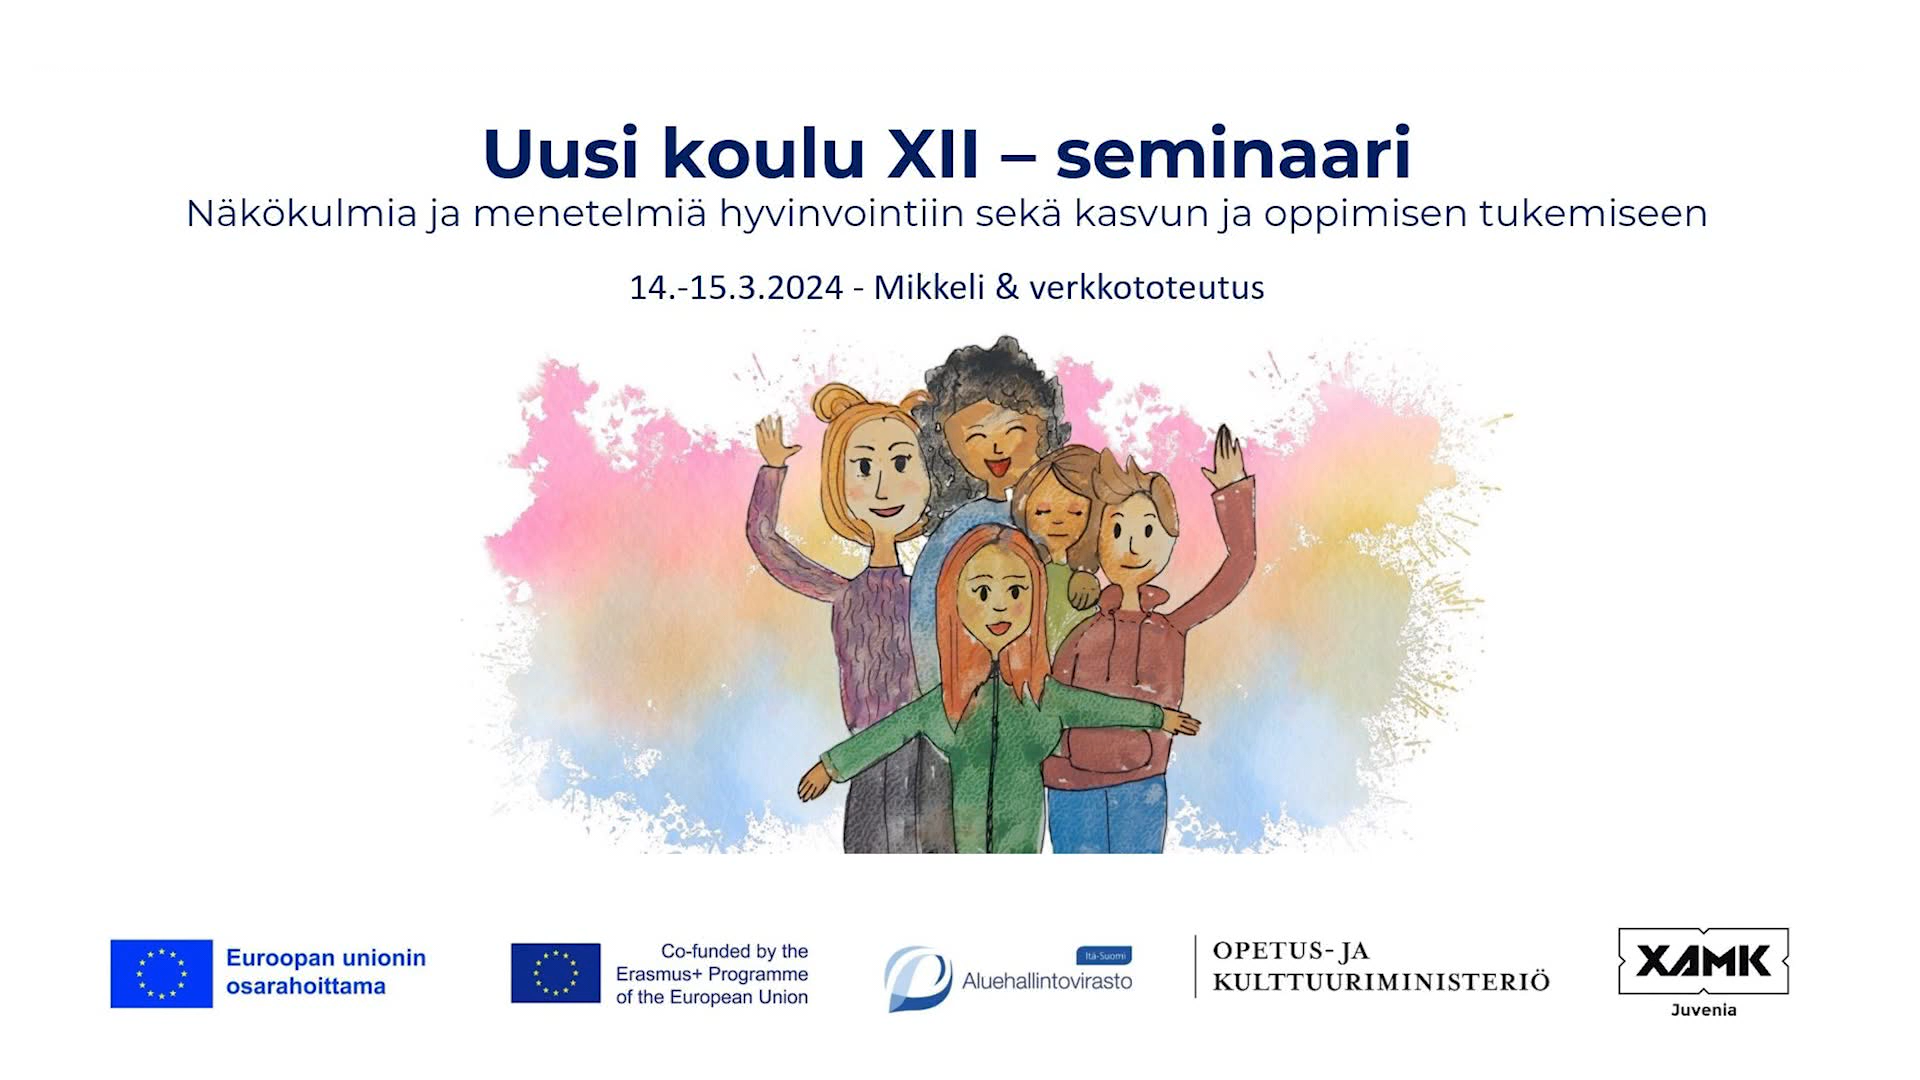 Uusi koulu XII – seminaari
Näkökulmia ja menetelmiä hyvinvointiin sekä kasvun ja oppimisen tukemiseen
14.-15.3.2024 - Mikkeli & verkkototeutus
Euroopan unionin
osarahoittama
Co-funded by the
Erasmus+ Programme
of the European Union
Itä-Suomi
Aluehallintovirasto
OPETUS- JA
KULTTUURIMINISTERIÖ
XAMK
Juvenia